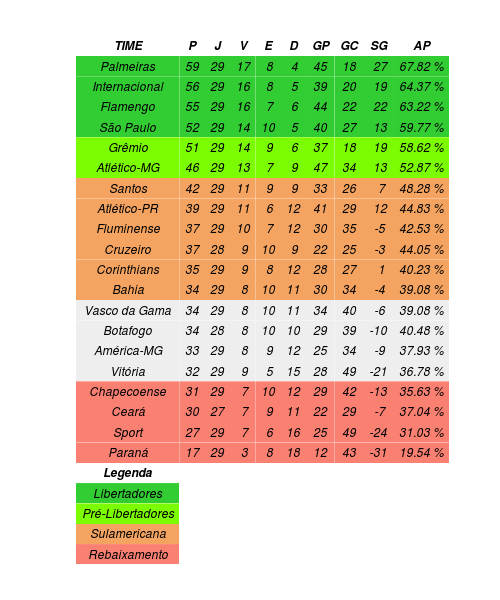 TIME P J V E D GP GC SG AP
Palmeiras 59 29 17 8 4 45 18 27 67.82 %
Internacional 56 29 16 8 5 39 20 19 64.37 %
Flamengo 55 29 16 7 6 44 22 22 63.22 %
São Paulo 52 29 14 10 5 40 27 13 59.77 %
Grêmio 51 29 14 9 6 37 18 19 58.62 %
Atlético-MG 46 29 13 7 9 47 34 13 52.87 %
Santos 42 29 11 9 9 33 26 7 48.28 %
Atlético-PR 39 29 11 6 12 41 29 12 44.83 %
Fluminense 37 29 10 7 12 30 35 -5 42.53 %
Cruzeiro 37 28 9 10 9 22 25 -3 44.05 %
Corinthians 35 29 9 8 12 28 27 1 40.23 %
Bahia 34 29 8 10 11 30 34 -4 39.08 %
Vasco da Gama 34 29 8 10 11 34 40 -6 39.08 %
Botafogo 34 28 8 10 10 29 39 -10 40.48 %
América-MG 33 29 8 9 12 25 34 -9 37.93 %
Vitória 32 29 9 5 15 28 49 -21 36.78 %
Chapecoense 31 29 7 10 12 29 42 -13 35.63 %
Ceará 30 27 7 9 11 22 29 -7 37.04 %
Sport 27 29 7 6 16 25 49 -24 31.03 %
Paraná 17 29 3 8 18 12 43 -31 19.54 %
Legenda
Libertadores
Pré-Libertadores
Sulamericana
Rebaixamento